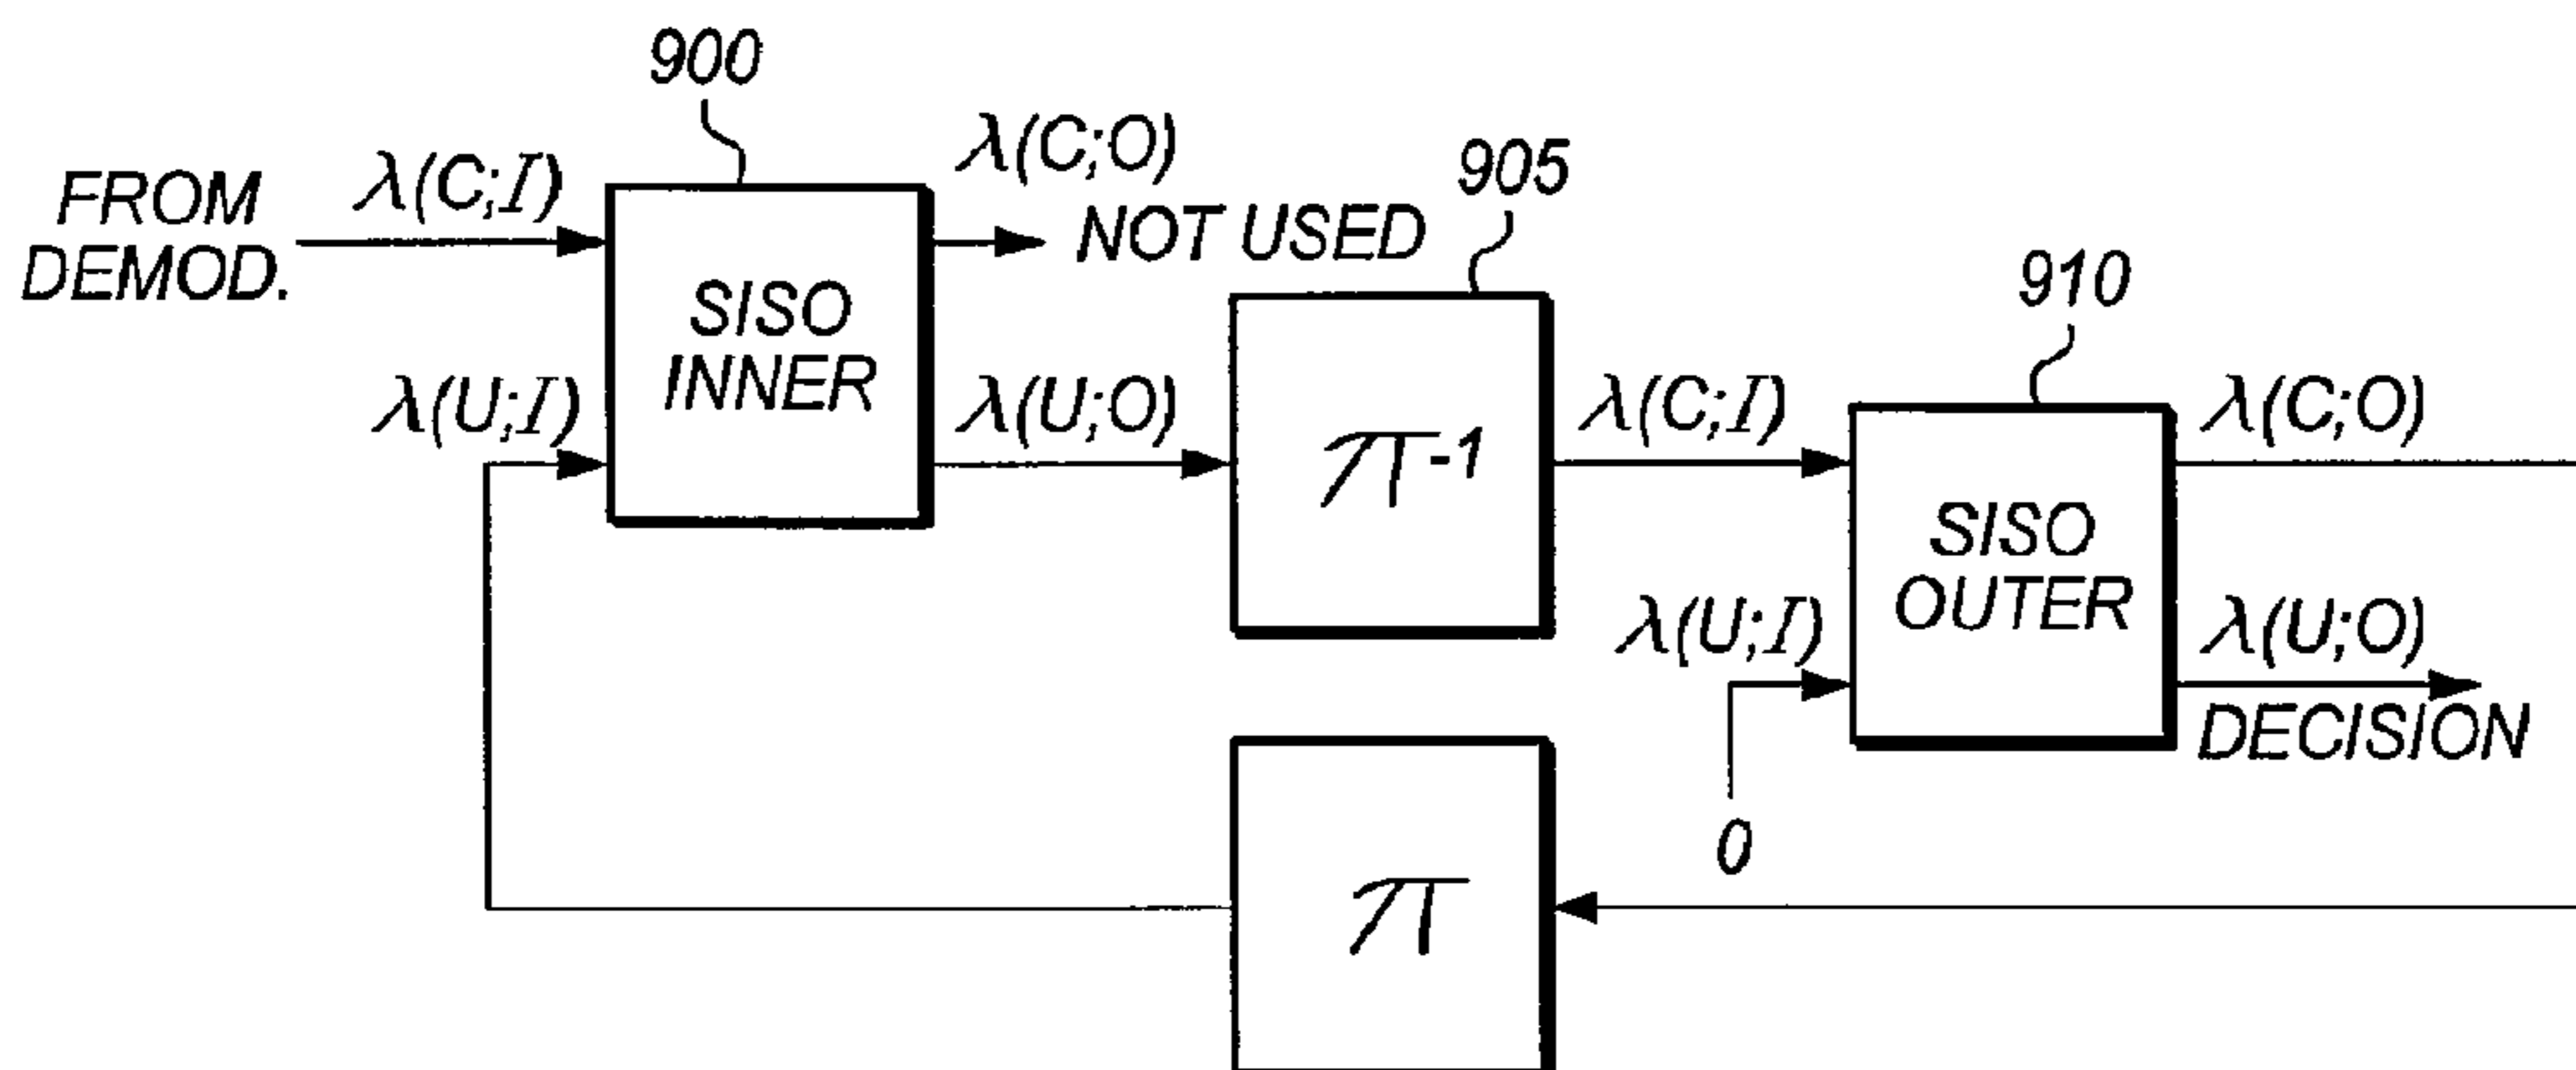 900
λ(C;O)
905
FROM
DEMOD.
λ(C;I)
NOT USED
SISO
INNER
910
λ(U;I)
λ(U;O)
π-1
λ(C;I)
λ(C;O)
SISO
OUTER
λ(U;I)
λ(U;O)
DECISION
0
π